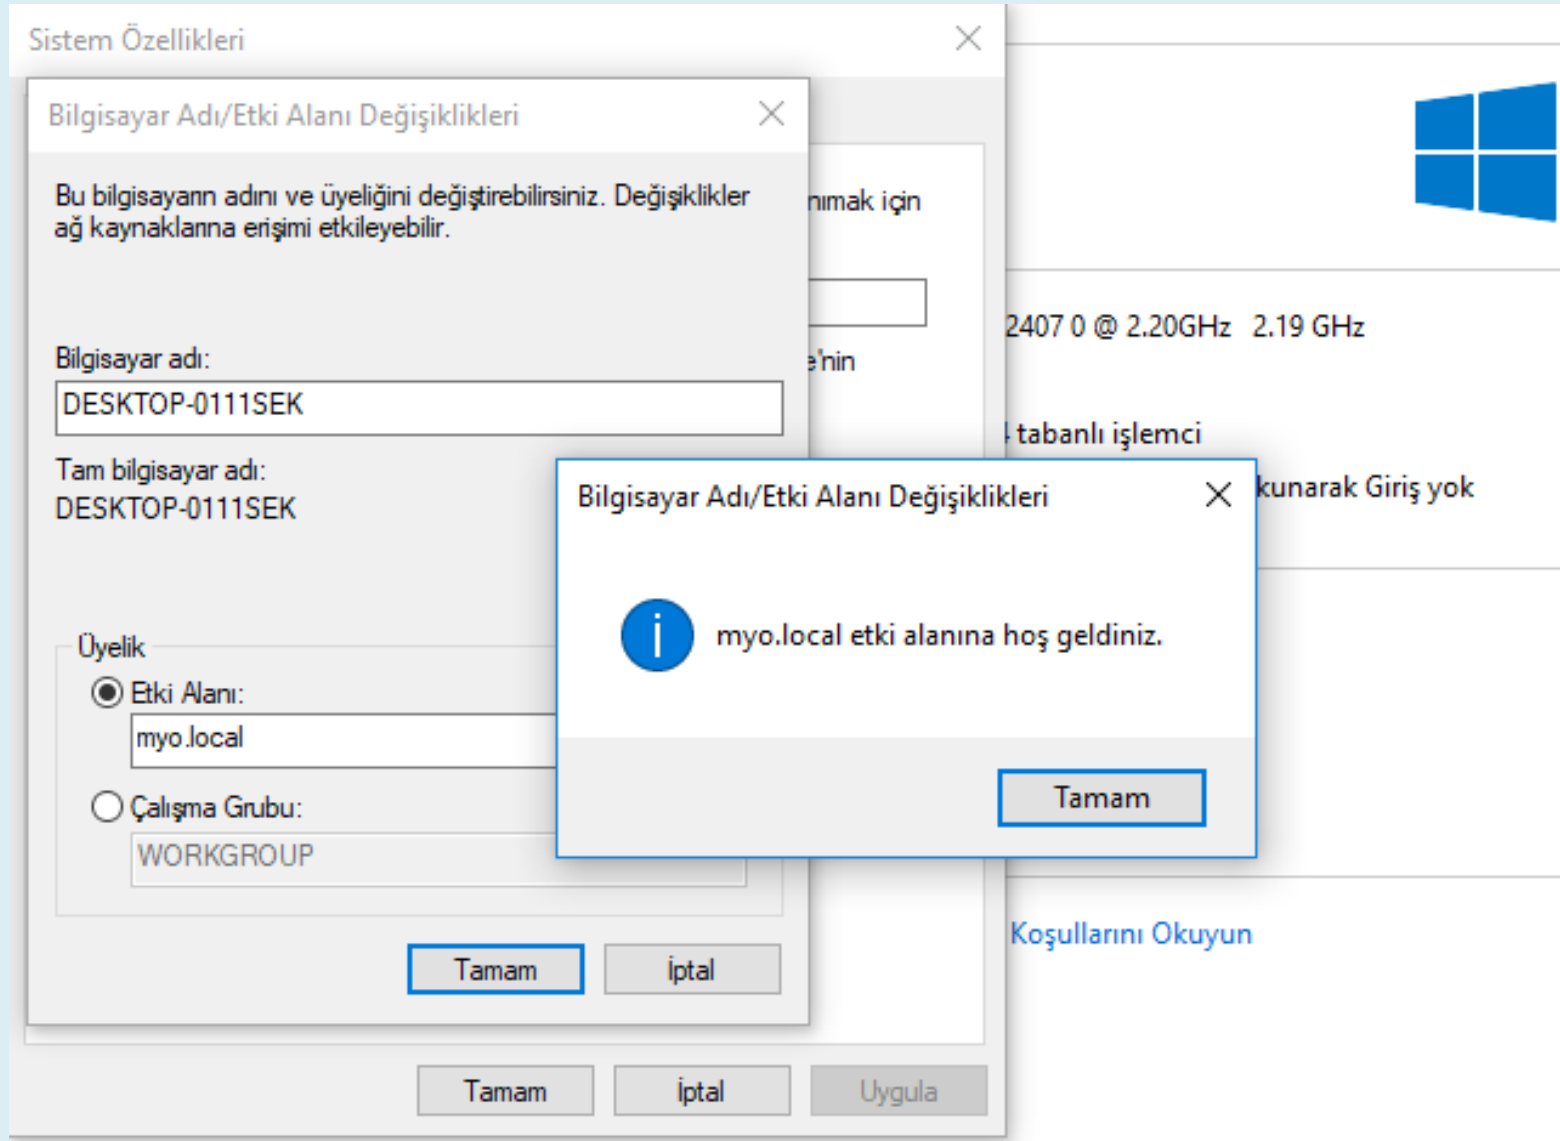 Sistem Özellikleri
Bilgisayar Adı/Etki Alanı Değişiklikleri
Bu bilgisayarın adını ve üyeliğini değiştirebilirsiniz. Değişiklikler
ağ kaynaklarına erişimi etkileyebilir.
için
Bilgisayar adı:
DESKTOP-0111SEK
Tam bilgisayar adı:
DESKTOP-0111SEK
Üyelik
Etki Alanı:
myo.local
Çalışma Grubu:
WORKGROUP
Tamam
İptal
Tamam
İptal
Uygula
Bilgisayar Adı/Etki Alanı Değişiklikleri
myo.local etki alanına hoş geldiniz.
Tamam
2407 0 @ 2.20GHz 2.19 GHz
tabanlı işlemci
Giriş yok
Koşullarını Okuyun